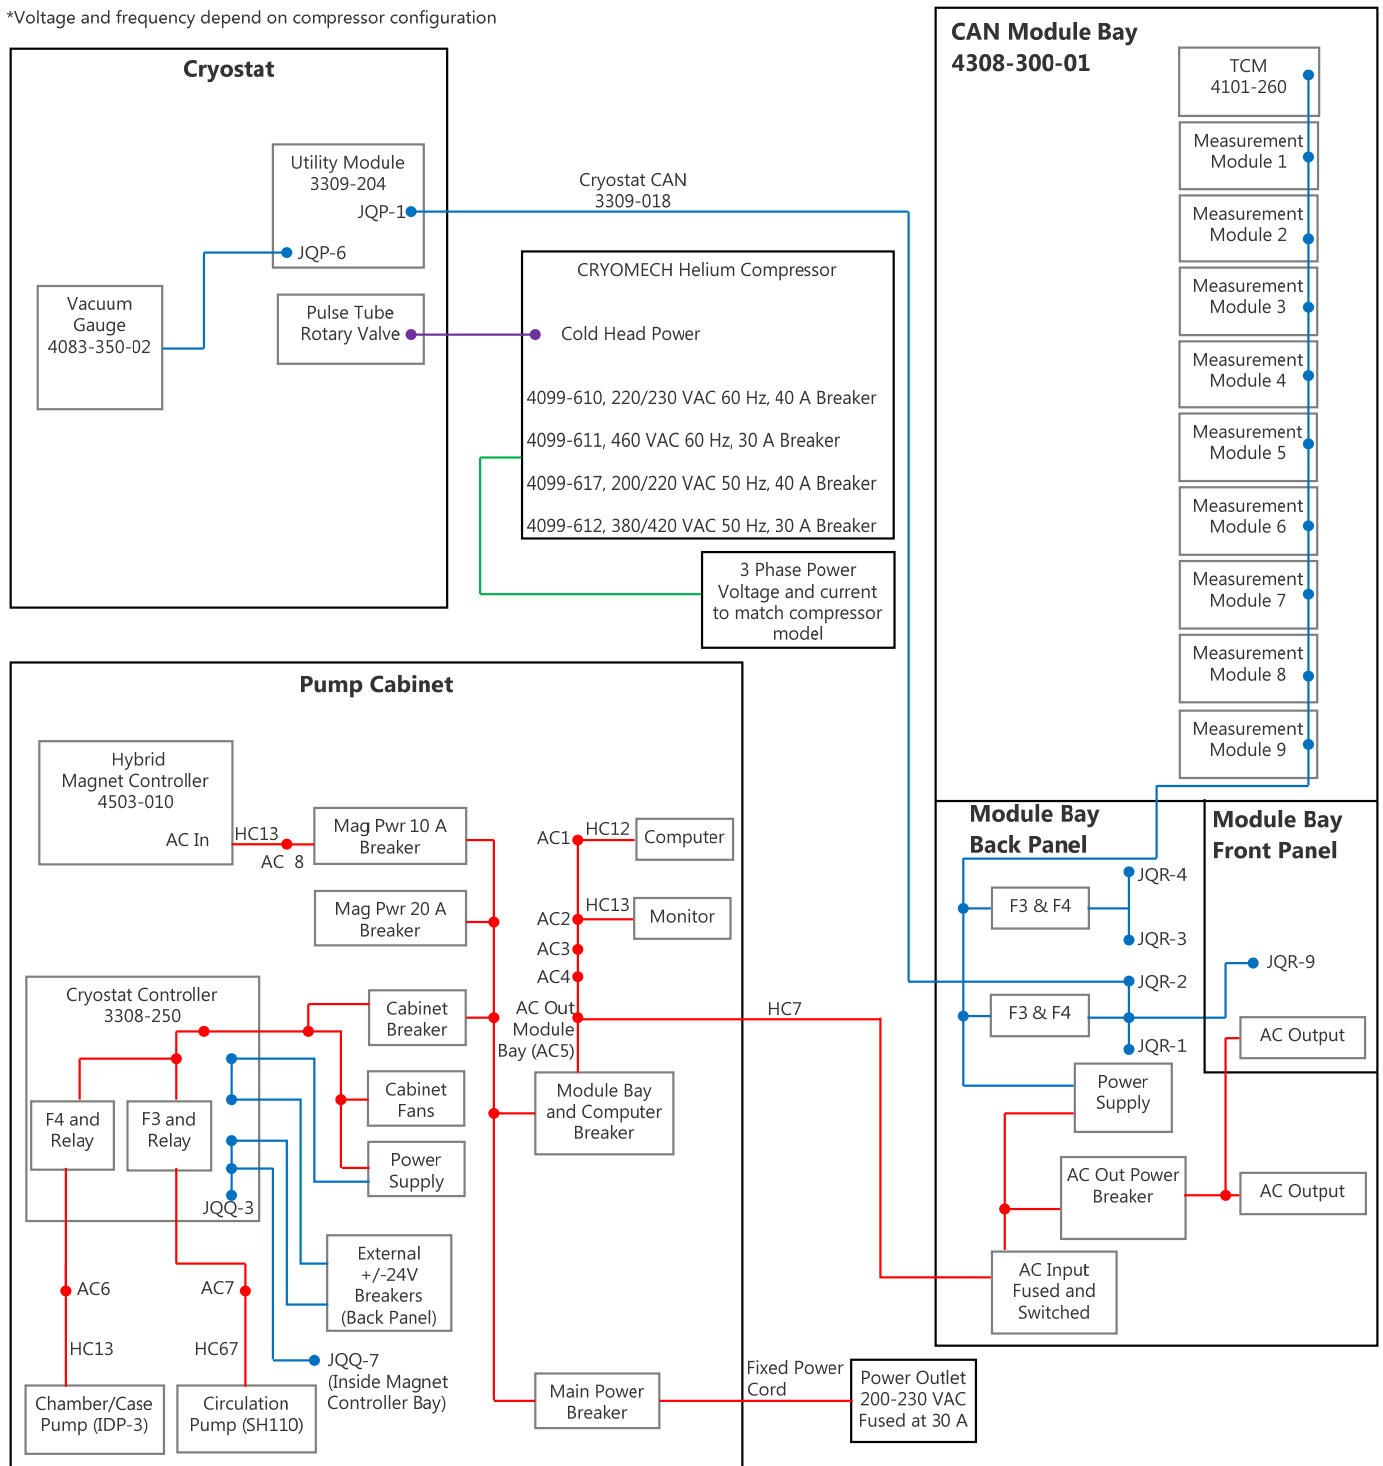 *Voltage and frequency depend on compressor configuration
Cryostat
Utility Module
3309-204
JQP-1
JQP-6
Vacuum
Gauge
4083-350-02
Pulse Tube
Rotary Valve
Cryostat CAN
3309-018
CRYOMECH Helium Compressor
Cold Head Power
4099-610, 220/230 VAC 60 Hz, 40 A Breaker
4099-611, 460 VAC 60 Hz, 30 A Breaker
4099-617, 200/220 VAC 50 Hz, 40 A Breaker
4099-612, 380/420 VAC 50 Hz, 30 A Breaker
3 Phase Power
Voltage and current
to match compressor
model
CAN Module Bay
4308-300-01
TCM
4101-260
Measurement
Module 1
Measurement
Module 2
Measurement
Module 3
Measurement
Module 4
Measurement
Module 5
Measurement
Module 6
Measurement
Module 7
Measurement
Module 8
Measurement
Module 9
Pump Cabinet
Hybrid
Magnet Controller
4503-010
AC In
HC13
AC 8
Mag Pwr 10 A
Breaker
Mag Pwr 20 A
Breaker
AC1
HC12
Computer
AC2
HC13
Monitor
AC3
AC4
AC Out
Module
Bay (AC5)
HC7
Cryostat Controller
3308-250
Cabinet
Breaker
Cabinet
Fans
Power
Supply
Module Bay
and Computer
Breaker
F4 and
Relay
F3 and
Relay
JQQ-3
External
+/-24V
Breakers
(Back Panel)
AC6
AC7
HC13
HC67
JQQ-7
(Inside Magnet
Controller Bay)
Chamber/Case
Pump (IDP-3)
Circulation
Pump (SH110)
Main Power
Breaker
Fixed Power
Cord
Power Outlet
200-230 VAC
Fused at 30 A
Module Bay
Back Panel
F3 & F4
JQR-4
JQR-3
JQR-2
F3 & F4
JQR-1
Power
Supply
AC Out Power
Breaker
AC Input
Fused and
Switched
Module Bay
Front Panel
JQR-9
AC Output
AC Output